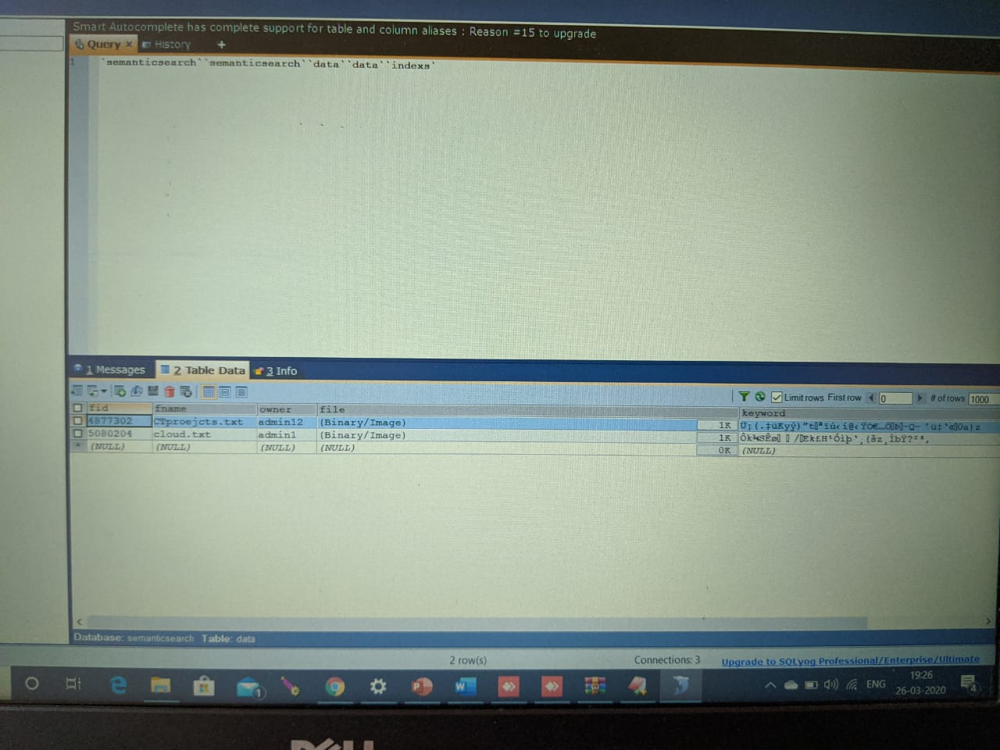 Smart Autocomplete has complete support for table and column aliases : Reason #15 to upgrade
Query × History +
1 `semanticsearch``semanticsearch``data``data``indexs`
1 Messages 2 Table Data 3 Info
Limit rows First row 0 # of rows 1000
fid fname owner file keyword
4877302 CTproejcts.txt admin12 (Binary/Image) 1K
5080204 cloud.txt admin1 (Binary/Image) 1K
* (NULL) (NULL) (NULL) (NULL) 0K (NULL)
Database: semanticsearch Table: data
2 row(s) Connections: 3 Upgrade to SQLyog Professional/Enterprise/Ultimate
1 ENG 19:26
26-03-2020 4
DELL